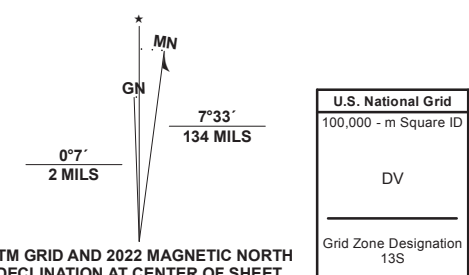 ★
MN
GN
7°33´
134 MILS
0°7´
2 MILS
TM GRID AND 2022 MAGNETIC NORTH
DECLINATION AT CENTER OF SHEET
U.S. National Grid
100,000 - m Square ID
DV
Grid Zone Designation
13S